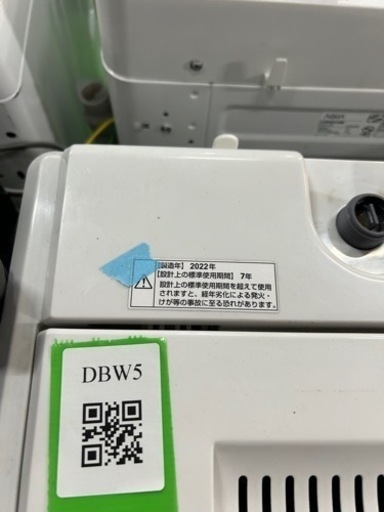 【製造年】2022年
【設計上の標準使用期間】7年
設計上の標準使用期間を超えて使用
されますと、経年劣化による発火・
けが等の事故に至る恐れがあります。
DBW5